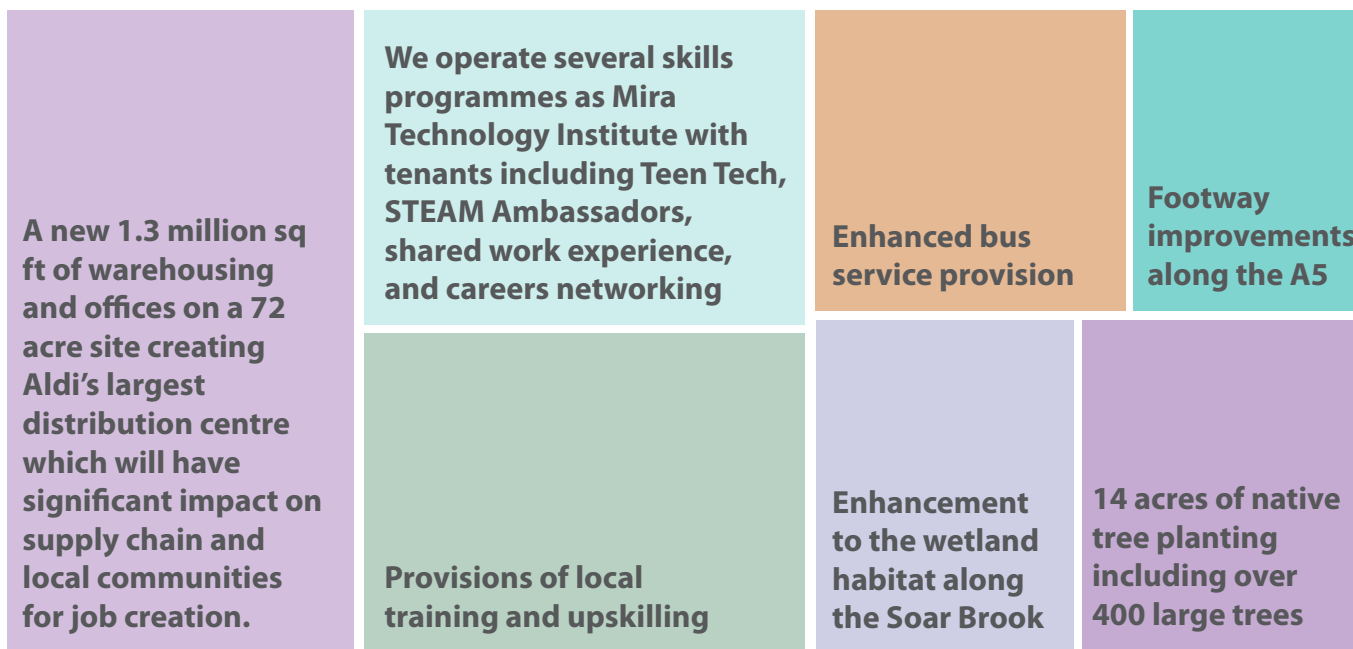 A new 1.3 million sq
ft of warehousing
and offices on a 72
acre site creating
Aldi’s largest
distribution centre
which will have
significant impact on
supply chain and
local communities
for job creation.
We operate several skills
programmes as Mira
Technology Institute with
tenants including Teen Tech,
STEAM Ambassadors,
shared work experience,
and careers networking
Provisions of local
training and upskilling
Enhanced bus
service provision
Footway
improvements
along the A5
Enhancement
to the wetland
habitat along
the Soar Brook
14 acres of native
tree planting
including over
400 large trees